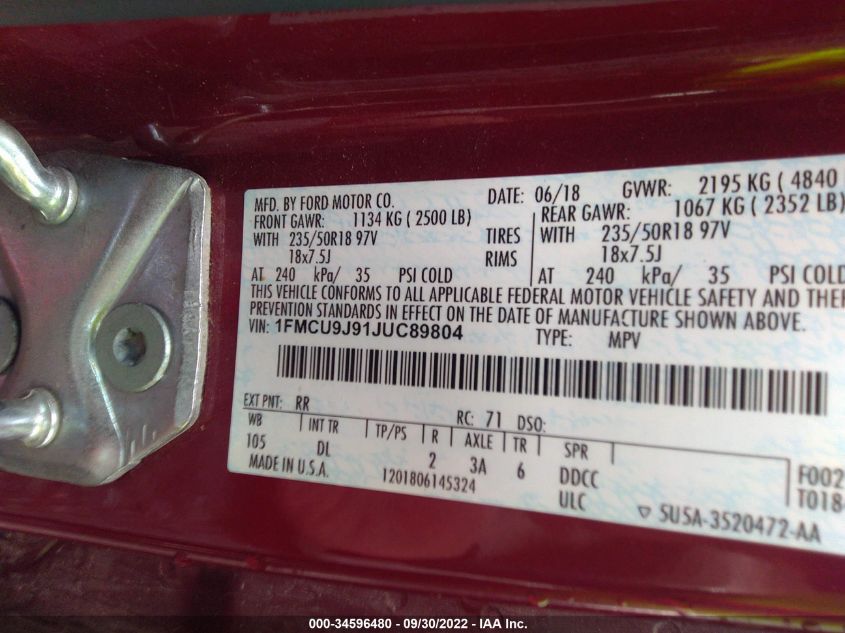 MFD. BY FORD MOTOR CO. DATE: 06/18 GVWR: 2195 KG ( 4840
FRONT GAWR: 1134 KG ( 2500 LB) REAR GAWR: 1067 KG ( 2352 LB)
WITH 235/50R18 97V TIRES WITH 235/50R18 97V
18x7.5J RIMS 18x7.5J
AT 240 kPa/ 35 PSI COLD AT 240 kPa/ 35 PSI COLD
THIS VEHICLE CONFORMS TO ALL APPLICABLE FEDERAL MOTOR VEHICLE SAFETY AND
PREVENTION STANDARDS IN EFFECT ON THE DATE OF MANUFACTURE SHOWN ABOVE.
VIN: 1FMCU9J91JUC89804 TYPE: MPV
EXT PNT: RR RC: 71 DSO:
WB INT TR TP/PS R AXLE TR SPR
105 DL 2 3A 6 DDCC F002
MADE IN U.S.A. 1201806145324 ULC T018
▽ SU5A-3520472-AA
000-34596480 - 09/30/2022 - IAA Inc.